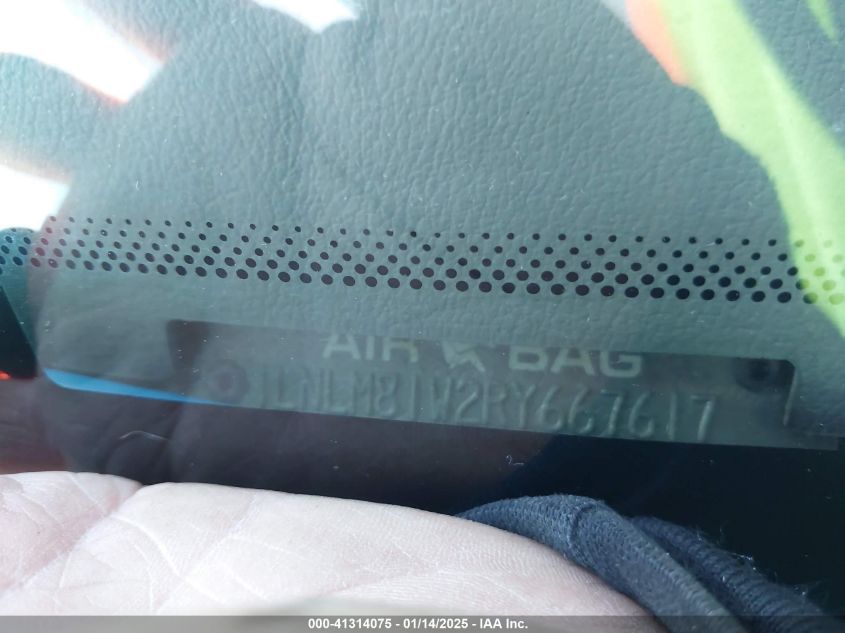 AIR BAG
1LNLM81W2RY667617
000-41314075 - 01/14/2025 - IAA Inc.